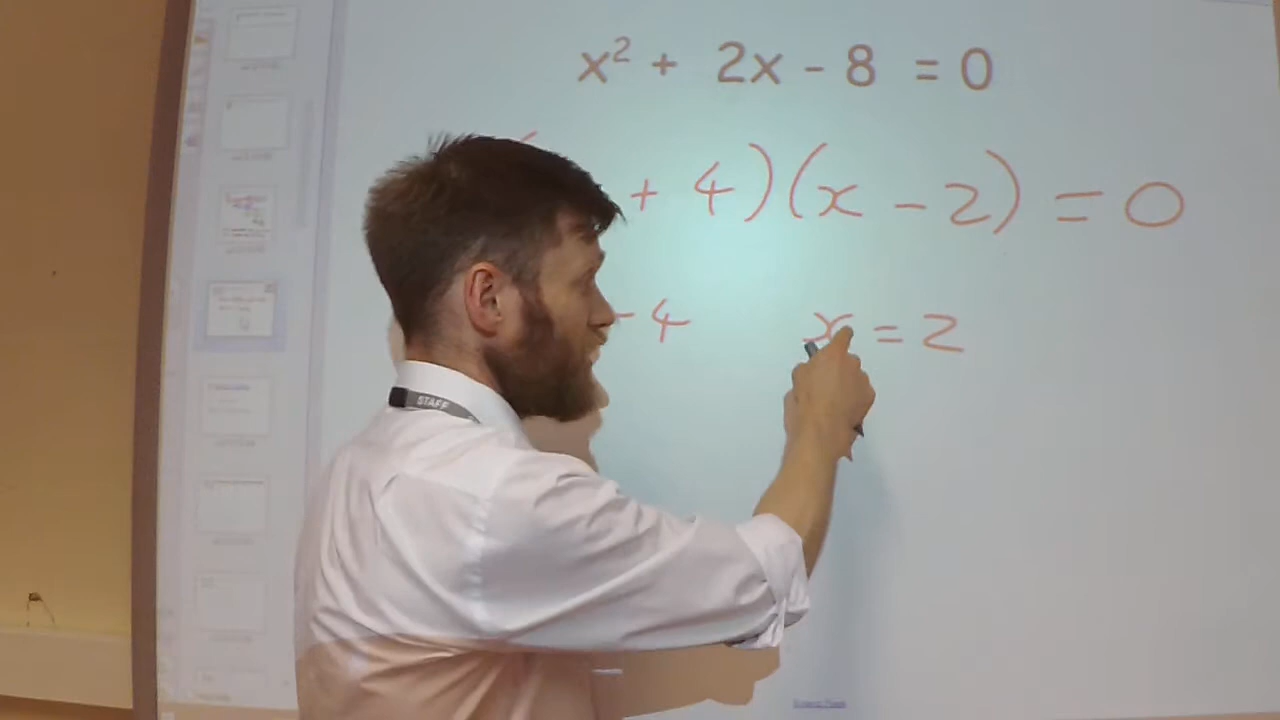 x² + 2x - 8 = 0
+ 4)(x - 2) = 0
- 4 x = 2
STAFF